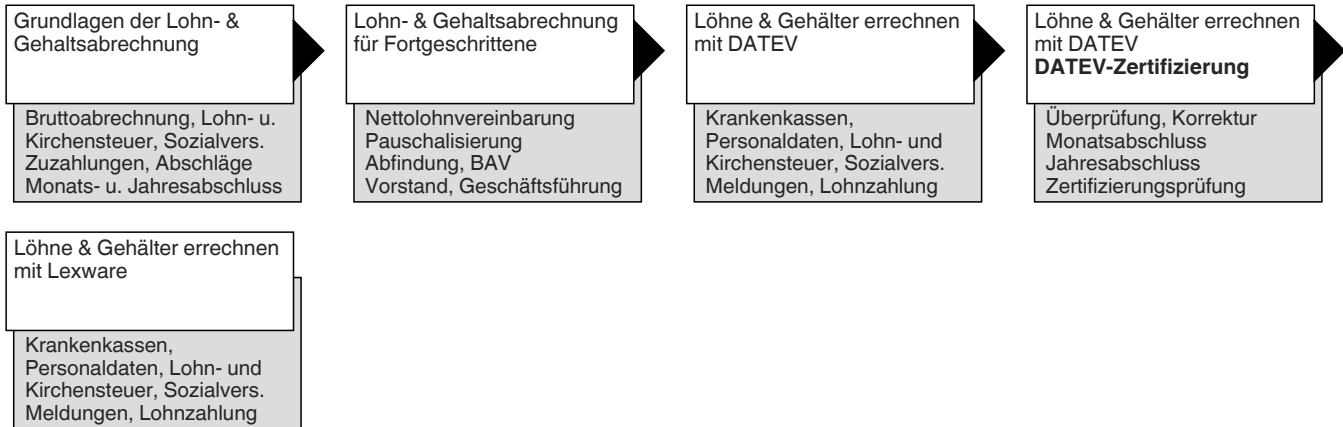 Grundlagen der Lohn- &
Gehaltsabrechnung
Bruttoabrechnung, Lohn- u.
Kirchensteuer, Sozialvers.
Zuzahlungen, Abschläge
Monats- u. Jahresabschluss
Lohn- & Gehaltsabrechnung
für Fortgeschrittene
Nettolohnvereinbarung
Pauschalisierung
Abfindung, BAV
Vorstand, Geschäftsführung
Löhne & Gehälter errechnen
mit DATEV
Krankenkassen,
Personaldaten, Lohn- und
Kirchensteuer, Sozialvers.
Meldungen, Lohnzahlung
Löhne & Gehälter errechnen
mit DATEV
DATEV-Zertifizierung
Überprüfung, Korrektur
Monatsabschluss
Jahresabschluss
Zertifizierungsprüfung
Löhne & Gehälter errechnen
mit Lexware
Krankenkassen,
Personaldaten, Lohn- und
Kirchensteuer, Sozialvers.
Meldungen, Lohnzahlung